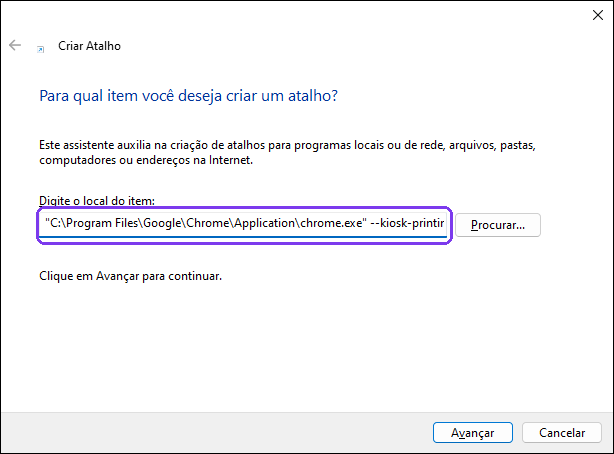 Criar Atalho
Para qual item você deseja criar um atalho?
Este assistente auxilia na criação de atalhos para programas locais ou de rede, arquivos, pastas,
computadores ou endereços na Internet.
Digite o local do item:
"C:\Program Files\Google\Chrome\Application\chrome.exe" --kiosk-printin
Procurar...
Clique em Avançar para continuar.
Avançar
Cancelar